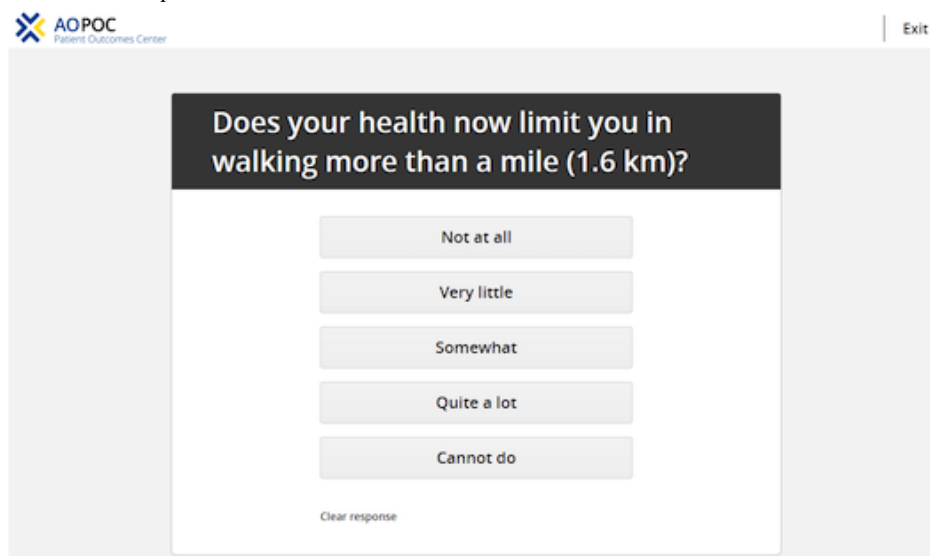 AOPOC
Patient Outcomes Center
Exit
Does your health now limit you in
walking more than a mile (1.6 km)?
Not at all
Very little
Somewhat
Quite a lot
Cannot do
Clear response